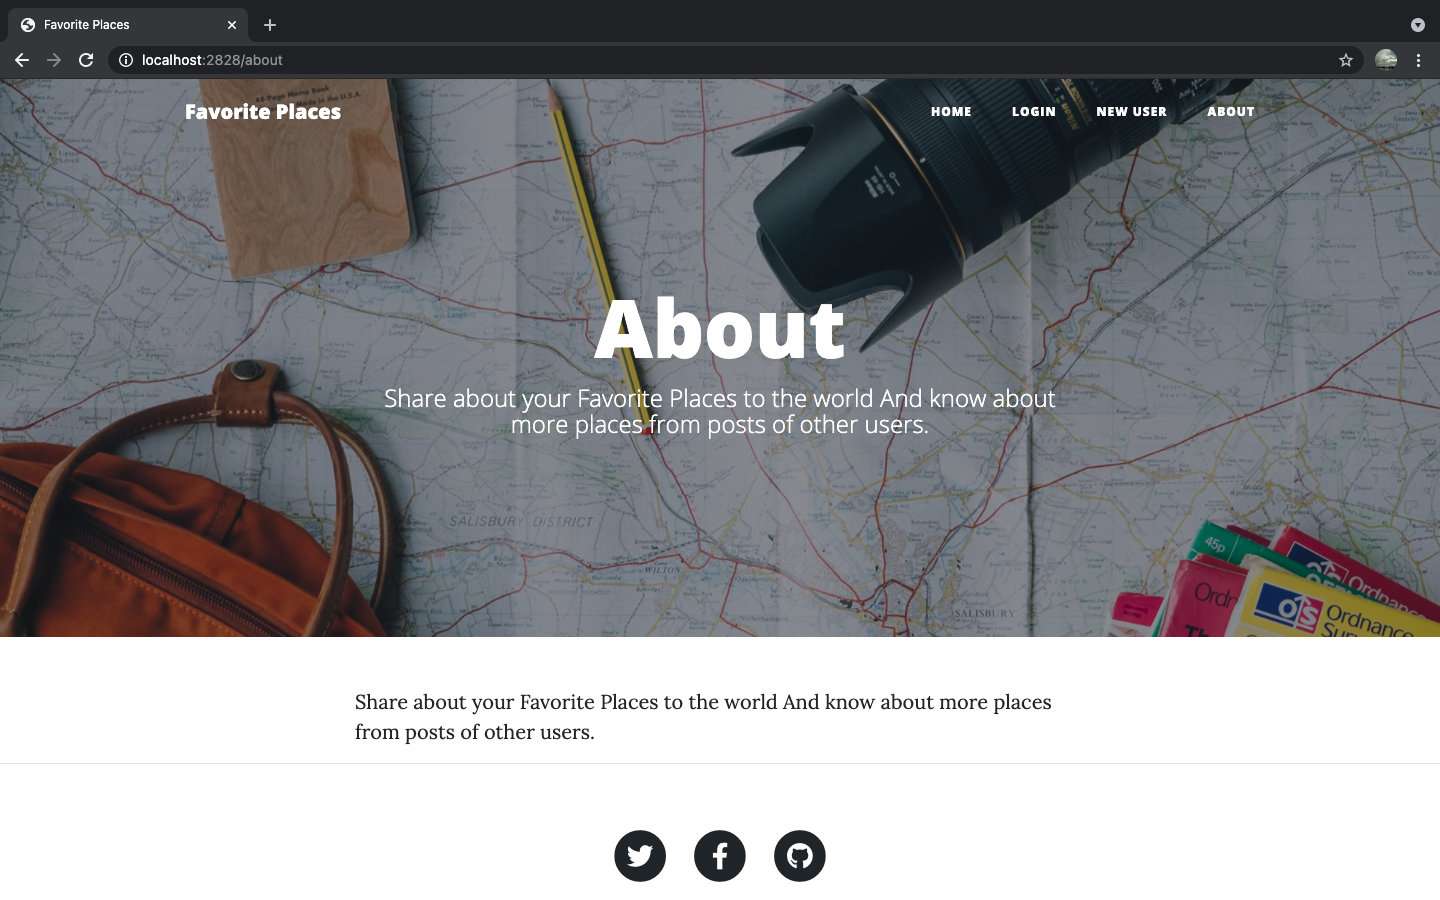 Favorite Places
localhost:2828/about
Favorite Places
HOME LOGIN NEW USER ABOUT
About
Share about your Favorite Places to the world And know about
more places from posts of other users.
SALISBURY DISTRICT
WILTON
SALISBURY
45p
Ordnance
Ordnance
Share about your Favorite Places to the world And know about more places
from posts of other users.